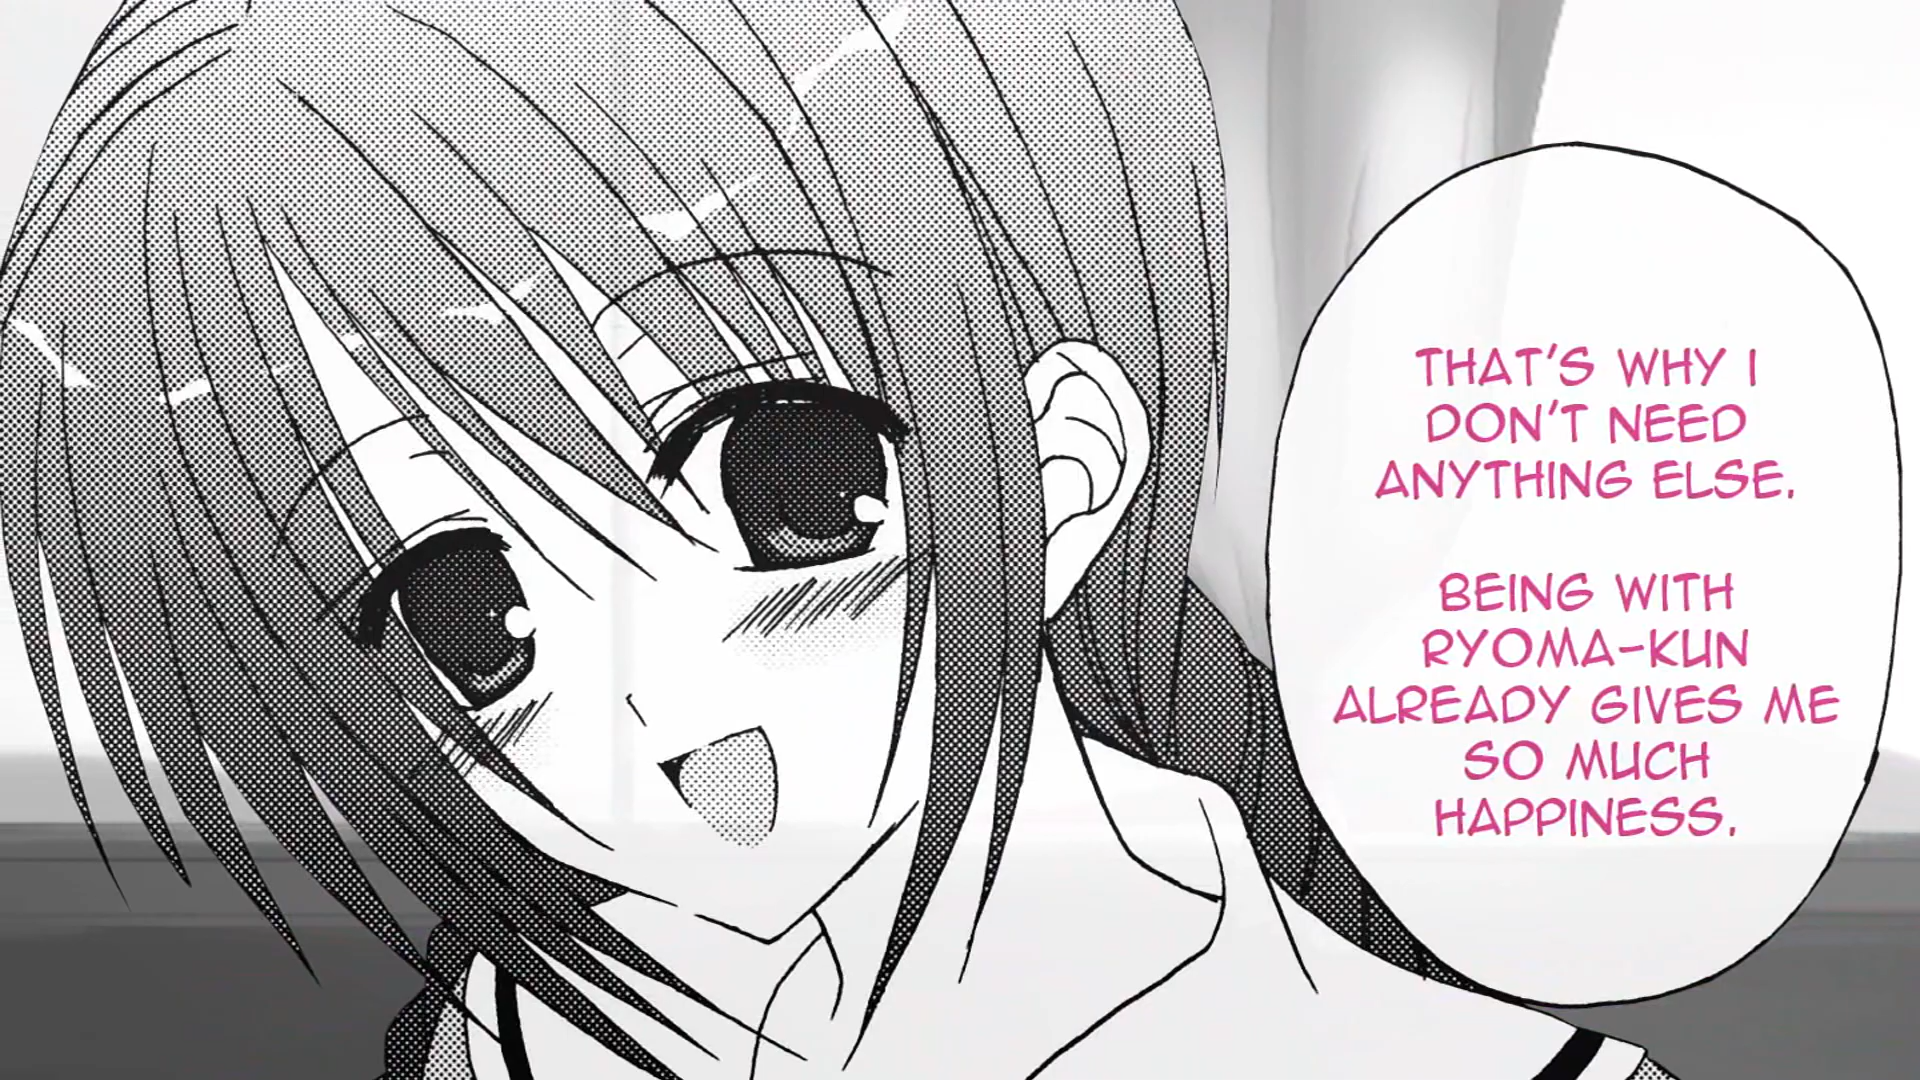 THAT'S WHY I
DON'T NEED
ANYTHING ELSE.
BEING WITH
RYOMA-KUN
ALREADY GIVES ME
SO MUCH
HAPPINESS.